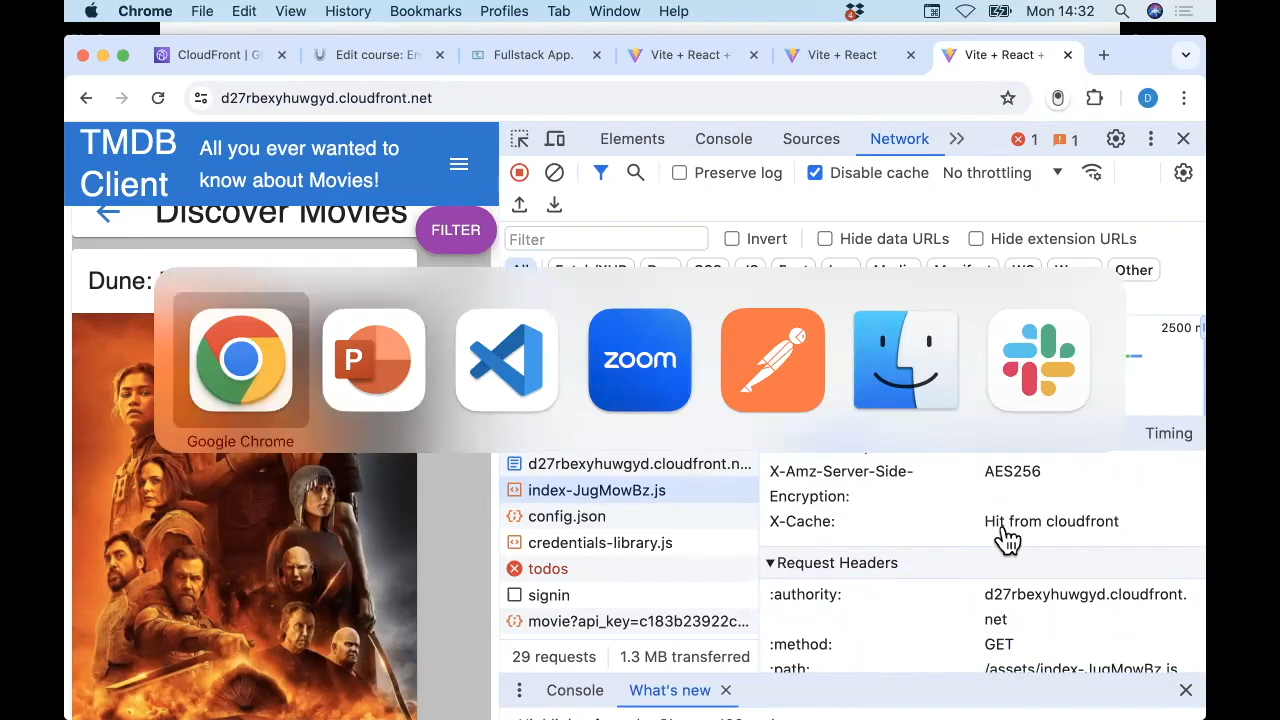 Chrome File Edit View History Bookmarks Profiles Tab Window Help 4 Mon 14:32
CloudFront | G
Edit course: En
Fullstack App.
Vite + React +
Vite + React
Vite + React +
d27rbexyhuwgyd.cloudfront.net
D
TMDB
Client
All you ever wanted to
know about Movies!
Discover Movies
FILTER
Dune:
Elements Console Sources Network 1 1
Preserve log Disable cache No throttling
Filter Invert Hide data URLs Hide extension URLs
Other
2500
P
zoom
Google Chrome
Timing
d27rbexyhuwgyd.cloudfront.n...
index-JugMowBz.js
config.json
credentials-library.js
todos
signin
movie?api_key=c183b23922c...
29 requests 1.3 MB transferred
X-Amz-Server-Side-
Encryption:
AES256
X-Cache: Hit from cloudfront
Request Headers
:authority: d27rbexyhuwgyd.cloudfront.
net
:method: GET
:path: /assets/index-JugMowBz.js
Console What's new